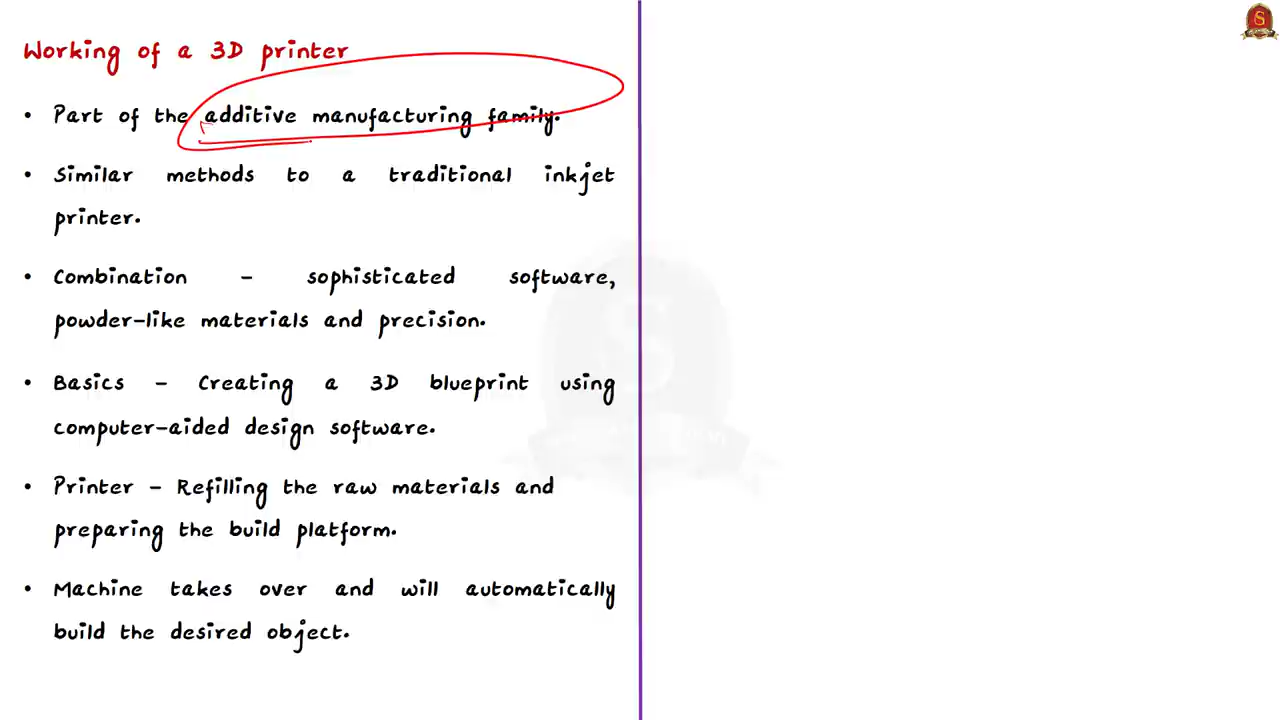 Working of a 3D printer
• Part of the additive manufacturing family.
• Similar methods to a traditional inkjet
printer.
• Combination – sophisticated software,
powder-like materials and precision.
• Basics – Creating a 3D blueprint using
computer-aided design software.
• Printer – Refilling the raw materials and
preparing the build platform.
• Machine takes over and will automatically
build the desired object.